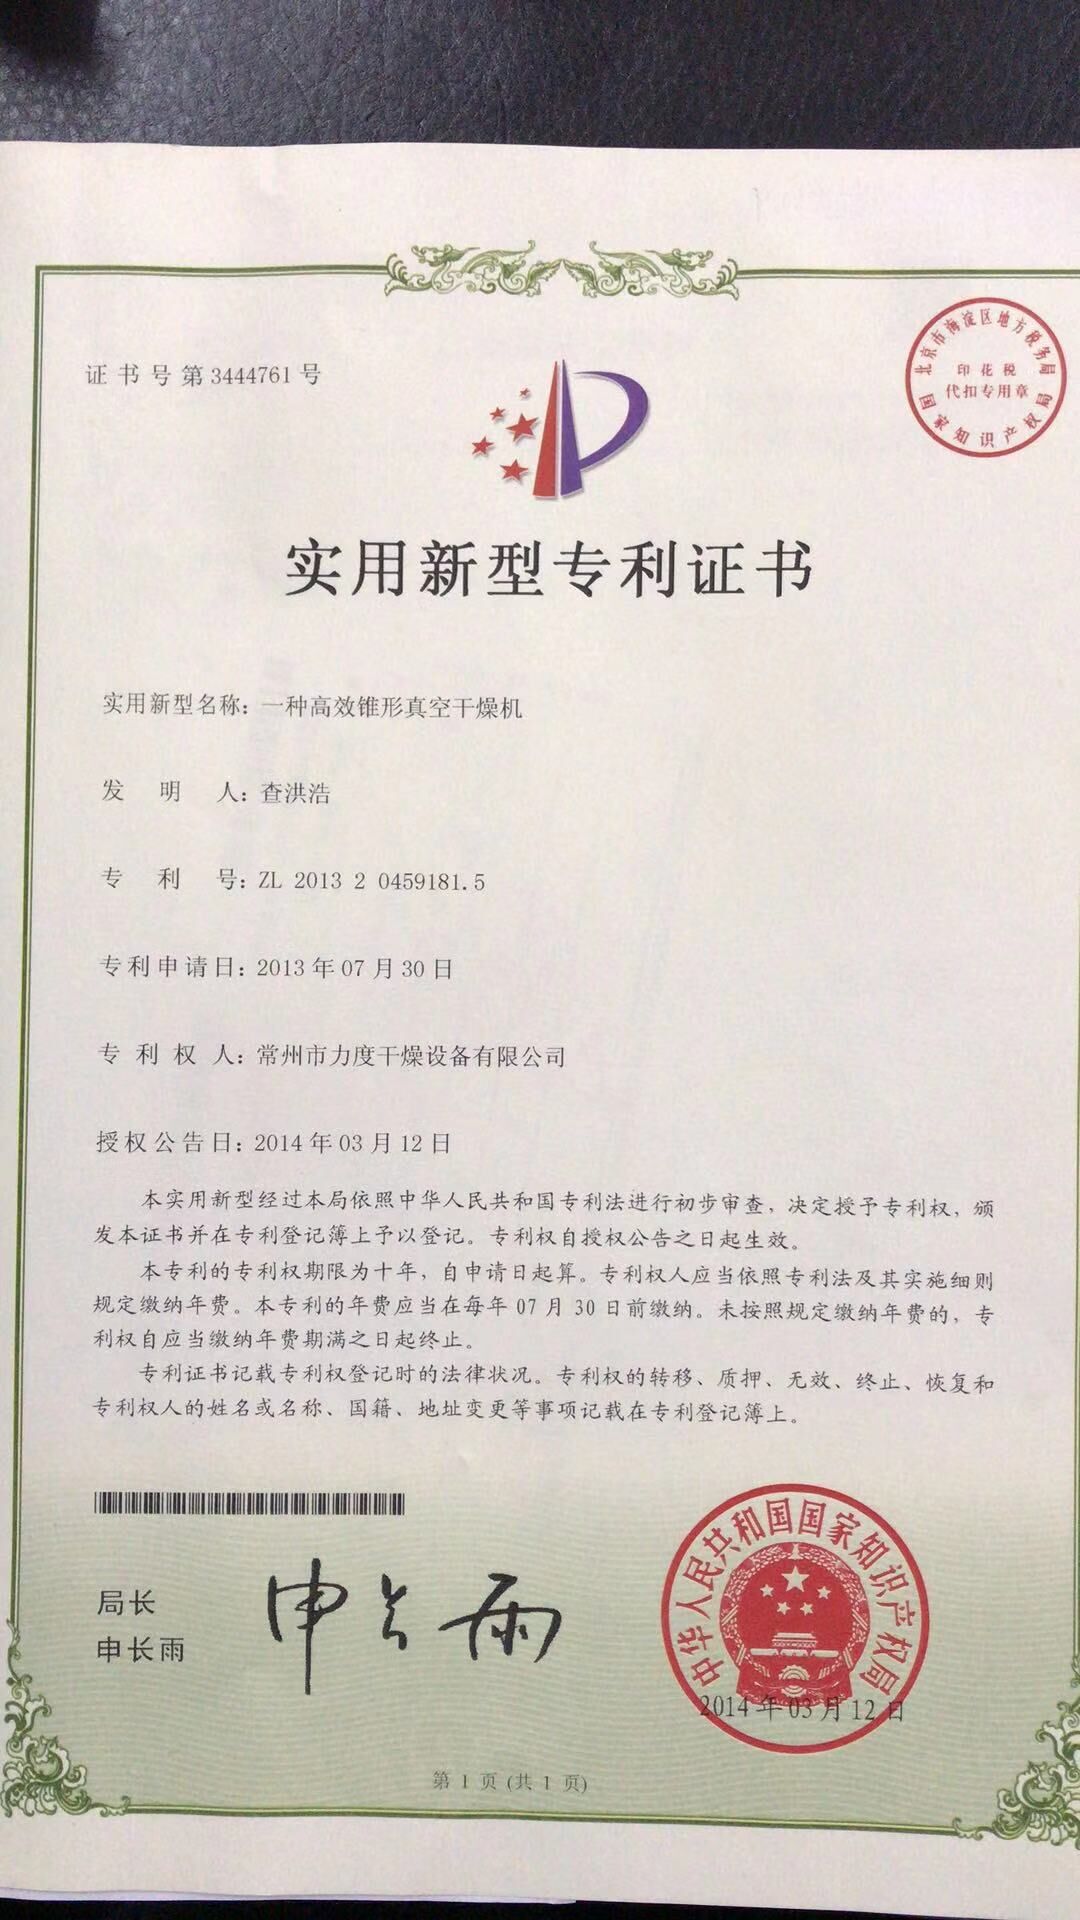 证书号第3444761号
北京市海淀区地方税务局
印花税
代扣专用章
国家知识产权局
实用新型专利证书
实用新型名称：一种高效锥形真空干燥机
发明人：查洪浩
专利号：ZL 2013 2 0459181.5
专利申请日：2013年07月30日
专利权人：常州市力度干燥设备有限公司
授权公告日：2014年03月12日
本实用新型经过本局依照中华人民共和国专利法进行初步审查，决定授予专利权，颁
发本证书并在专利登记簿上予以登记。专利权自授权公告之日起生效。
本专利的专利权期限为十年，自申请日起算。专利权人应当依照专利法及其实施细则
规定缴纳年费。本专利的年费应当在每年07月30日前缴纳。未按照规定缴纳年费的，专
利权自应当缴纳年费期满之日起终止。
专利证书记载专利权登记时的法律状况。专利权的转移、质押、无效、终止、恢复和
专利权人的姓名或名称、国籍、地址变更等事项记载在专利登记簿上。
局长
申长雨
申长雨
中华人民共和国国家知识产权局
2014年03月12日
第1页(共1页)